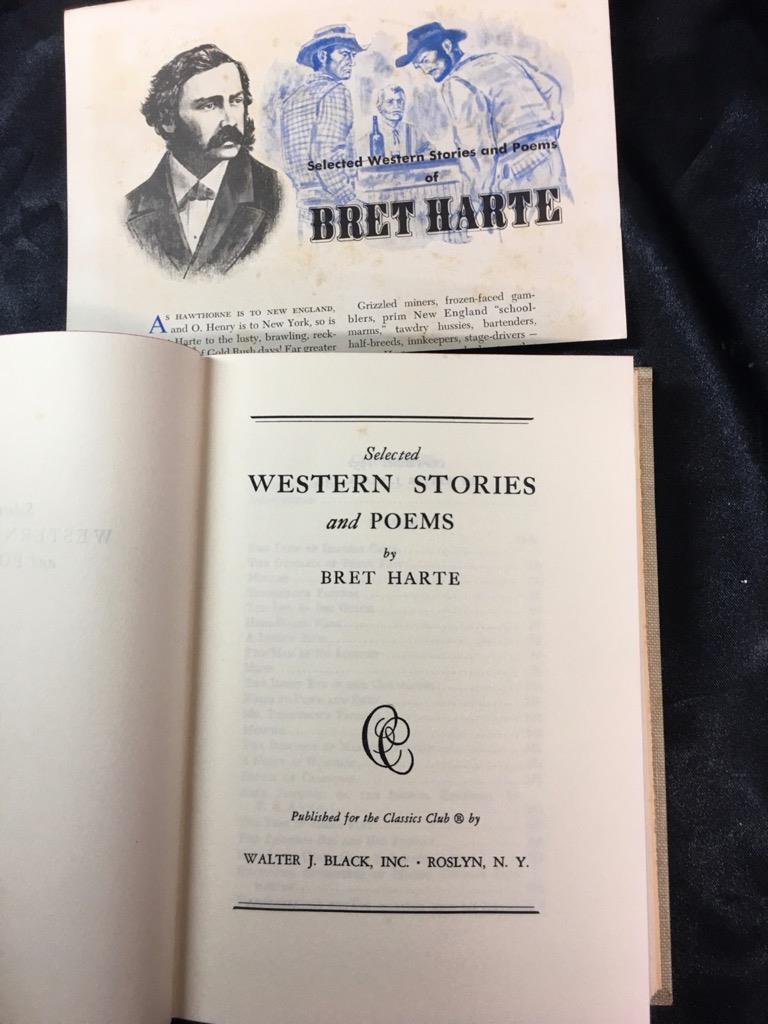 Selected Western Stories and Poems
of
BRET HARTE
AS HAWTHORNE IS TO NEW ENGLAND,
and O. Henry is to New York, so is
Harte to the lusty, brawling, reck-
of Gold Rush days! Far greater
Grizzled miners, frozen-faced gam-
blers, prim New England "school-
marms," tawdry hussies, bartenders,
half-breeds, innkeepers, stage-drivers —
Selected
WESTERN STORIES
and POEMS
by
BRET HARTE
CC
Published for the Classics Club ® by
WALTER J. BLACK, INC. · ROSLYN, N. Y.